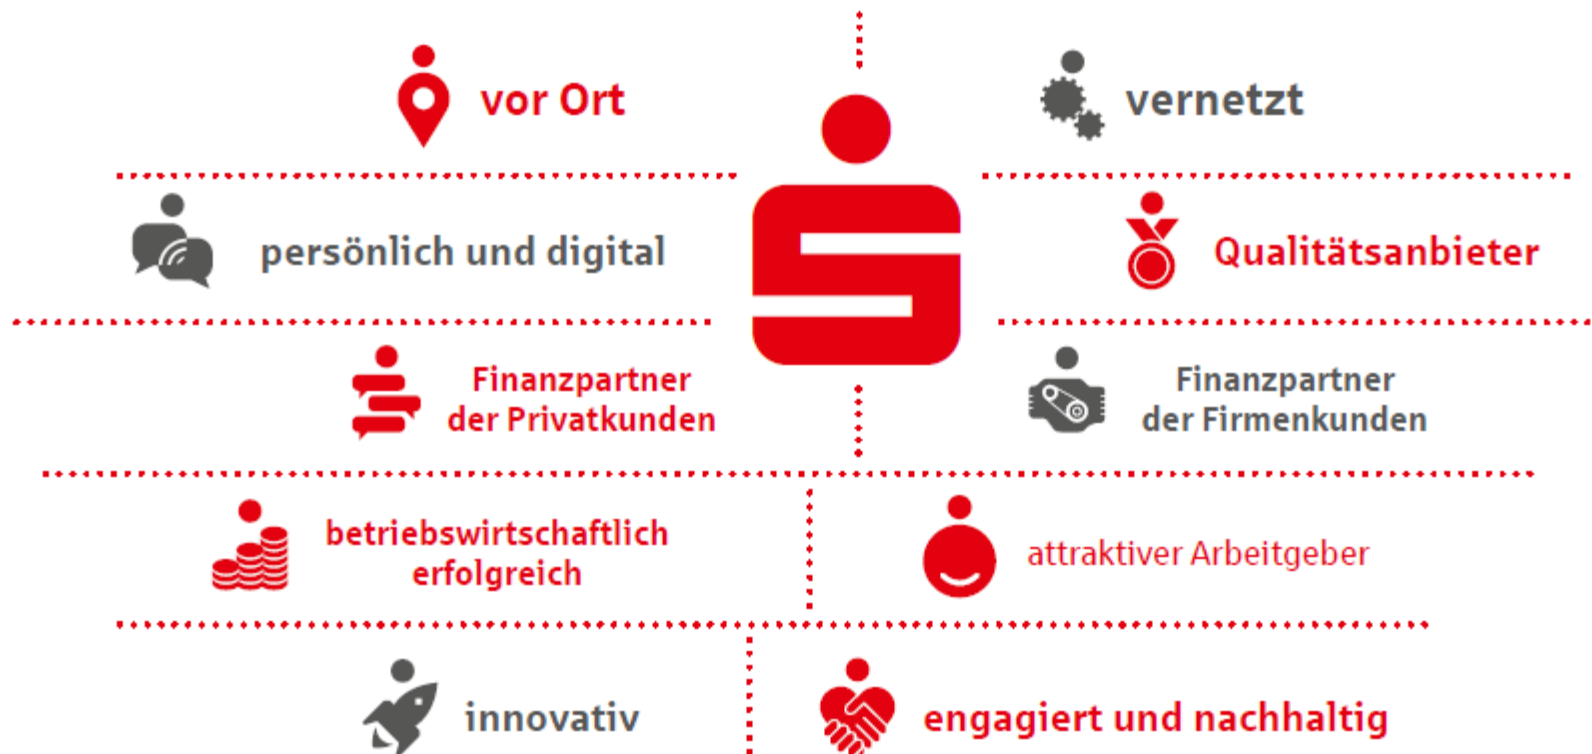 vor Ort
vernetzt
persönlich und digital
Qualitätsanbieter
Finanzpartner
der Privatkunden
Finanzpartner
der Firmenkunden
betriebswirtschaftlich
erfolgreich
attraktiver Arbeitgeber
innovativ
engagiert und nachhaltig